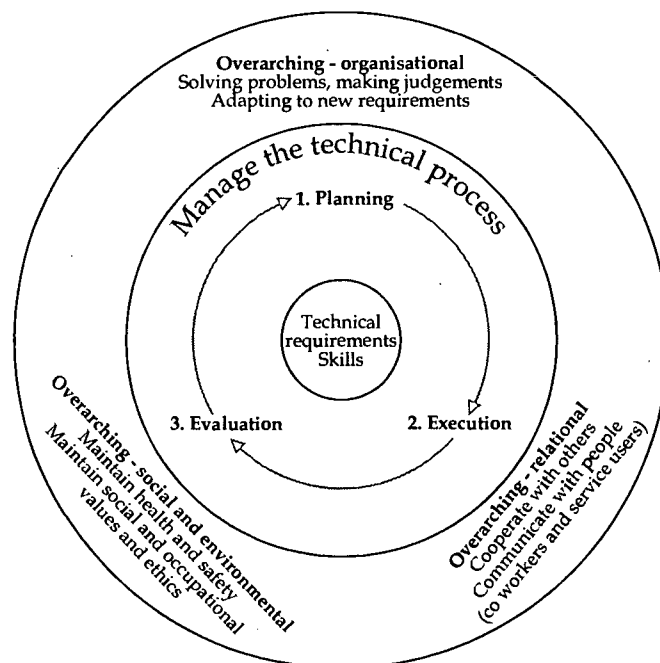 Overarching - organisational
Solving problems, making judgements
Adapting to new requirements
Manage the technical process
1. Planning
Technical
requirements
Skills
3. Evaluation
2. Execution
Overarching - social and environmental
Maintain health and safety
Maintain social and occupational
values and ethics
Overarching - relational
Cooperate with others
Communicate with people
(co workers and service users)